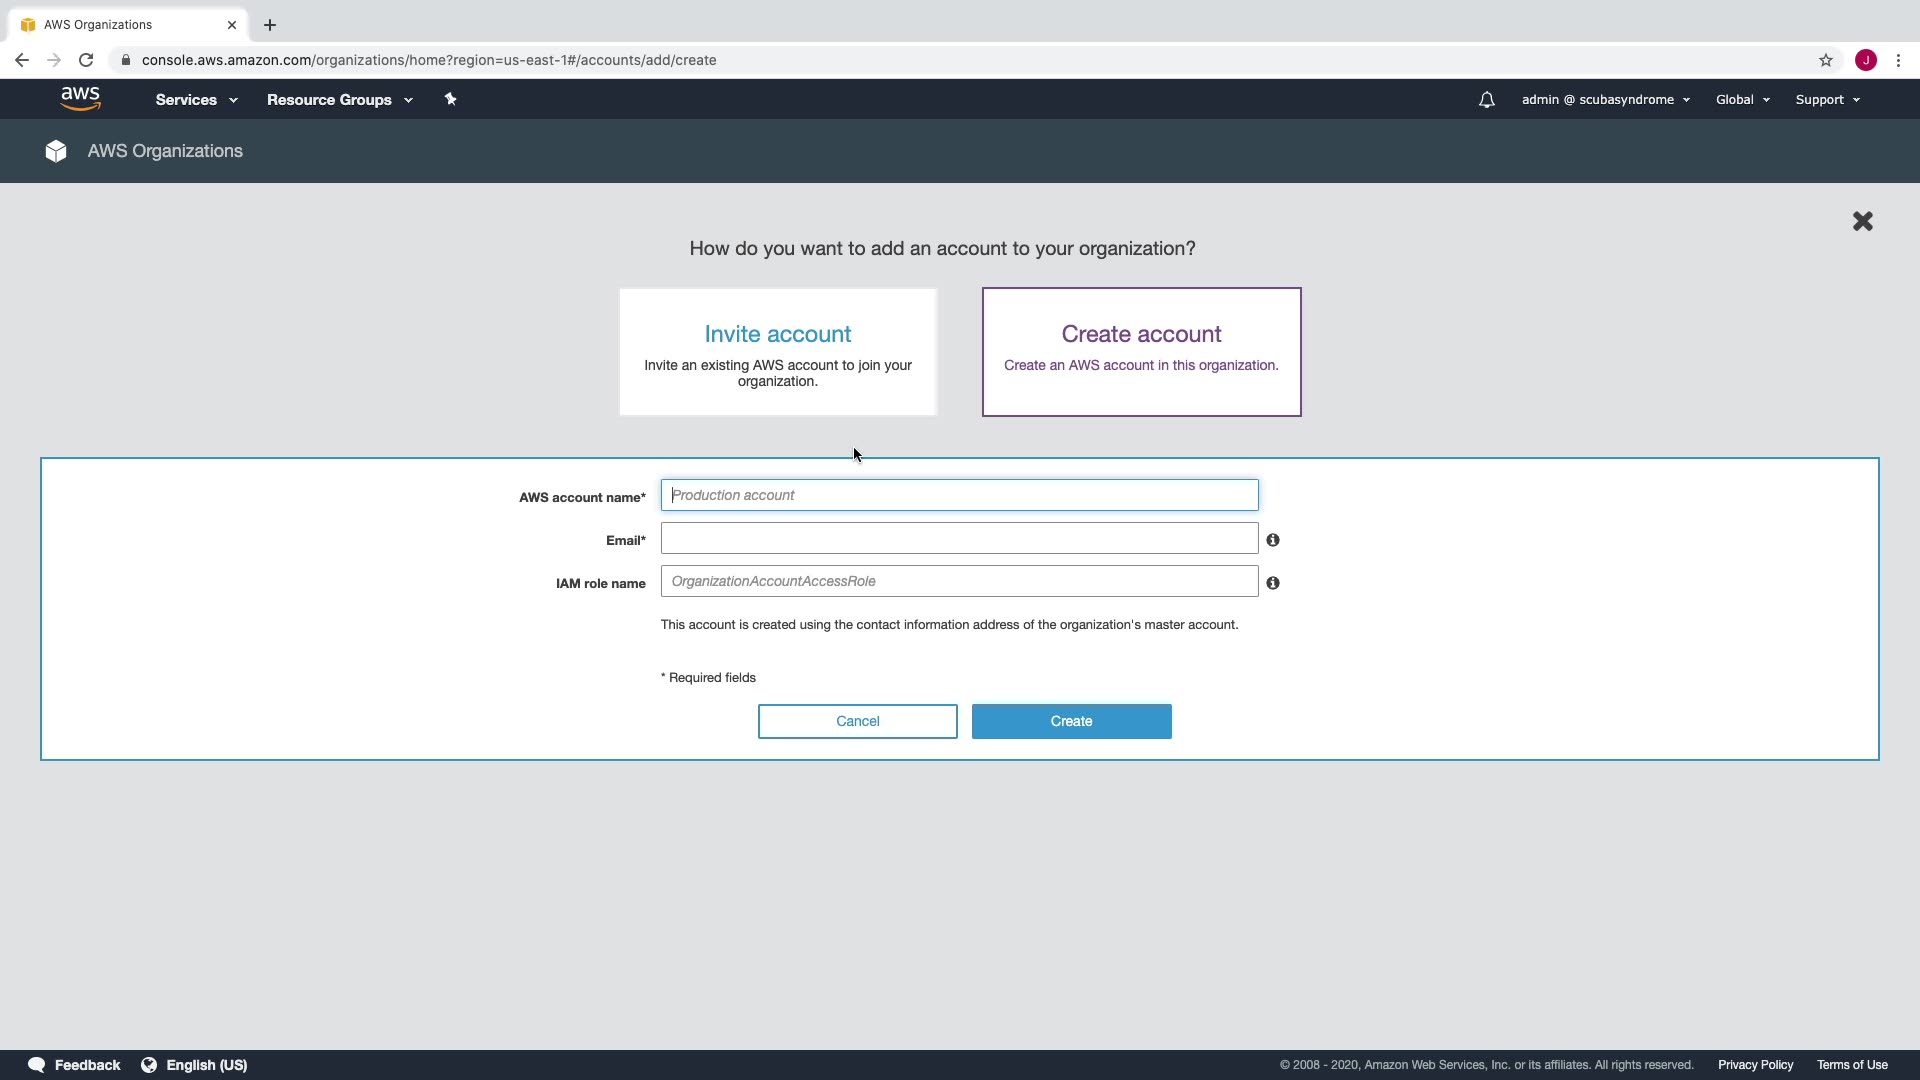 AWS Organizations
console.aws.amazon.com/organizations/home?region=us-east-1#/accounts/add/create
J
aws
Services
Resource Groups
admin @ scubasyndrome
Global
Support
AWS Organizations
How do you want to add an account to your organization?
Invite account
Invite an existing AWS account to join your
organization.
Create account
Create an AWS account in this organization.
AWS account name*
Production account
Email*
IAM role name
OrganizationAccountAccessRole
This account is created using the contact information address of the organization's master account.
* Required fields
Cancel
Create
Feedback
English (US)
© 2008 - 2020, Amazon Web Services, Inc. or its affiliates. All rights reserved.
Privacy Policy
Terms of Use